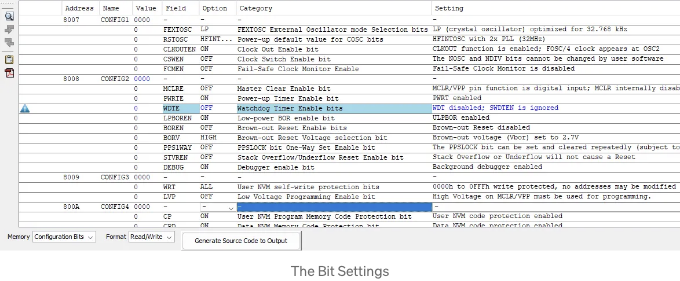 Address Name Value Field Option Category Setting
8007 CONFIG1 0000 - - - -
0 FEXTOSC LP FEXTOSC External Oscillator mode Selection bits LP (crystal oscillator) optimized for 32.768 kHz
0 RSTOSC HFINT... Power-up default value for COSC bits HFINTOSC with 2x PLL (32MHz)
0 CLKOUTEN ON Clock Out Enable bit CLKOUT function is enabled; FOSC/4 clock appears at OSC2
0 CSWEN OFF Clock Switch Enable bit The NOSC and NDIV bits cannot be changed by user software
0 FCMEN OFF Fail-Safe Clock Monitor Enable Fail-Safe Clock Monitor is disabled
8008 CONFIG2 0000 - - - -
0 MCLRE OFF Master Clear Enable bit MCLR/VPP pin function is digital input; MCLR internally disabled
0 PWRTE ON Power-up Timer Enable bit PWRT enabled
0 WDTE OFF Watchdog Timer Enable bits WDT disabled; SWDTEN is ignored
0 LPBOREN ON Low-power BOR enable bit ULPBOR enabled
0 BOREN OFF Brown-out Reset Enable bits Brown-out Reset disabled
0 BORV HIGH Brown-out Reset Voltage selection bit Brown-out voltage (Vbor) set to 2.7V
0 PPS1WAY OFF PPSLOCK bit One-Way Set Enable bit The PPSLOCK bit can be set and cleared repeatedly (subject to
0 STVREN OFF Stack Overflow/Underflow Reset Enable bit Stack Overflow or Underflow will not cause a Reset
0 DEBUG ON Debugger enable bit Background debugger enabled
8009 CONFIG3 0000 - - - -
0 WRT ALL User NVM self-write protection bits 0000h to 0FFFh write protected, no addresses may be modified
0 LVP OFF Low Voltage Programming Enable bit High Voltage on MCLR/VPP must be used for programming.
800A CONFIG4 0000 - - - -
0 CP ON User NVM Program Memory Code Protection bit User NVM code protection enabled
0 CPD ON Data NVM Memory Code Protection bit Data NVM code protection enabled
Memory Configuration Bits Format Read/Write Generate Source Code to Output
The Bit Settings